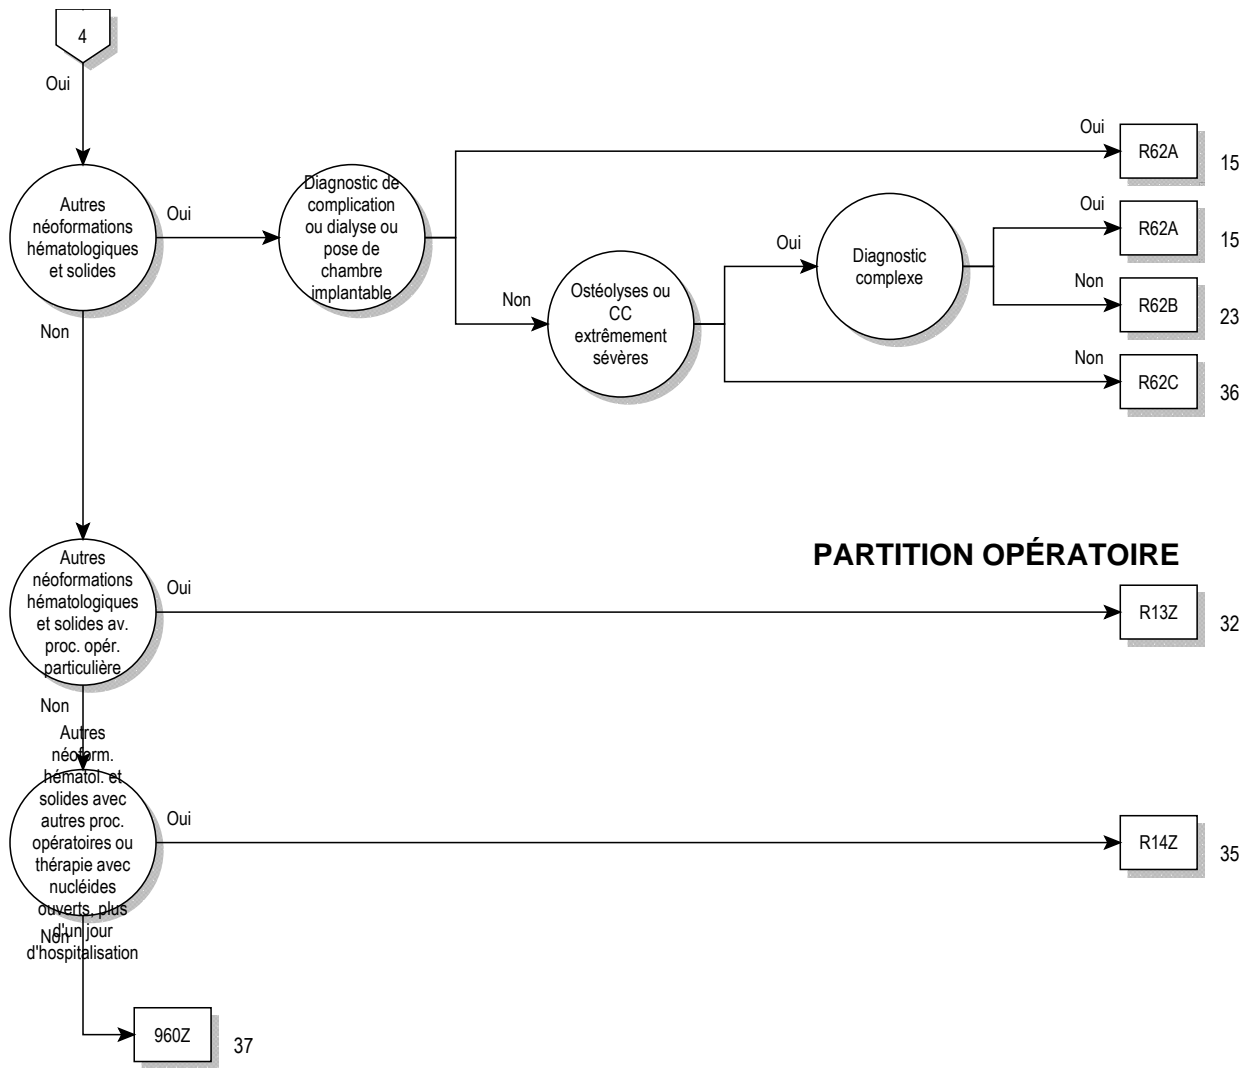 4
Oui
Autres
néoformations
hématologiques
et solides
Oui
Non
Diagnostic de
complication
ou dialyse ou
pose de
chambre
implantable
Oui
R62A
15
Non
Ostéolyses ou
CC
extrêmement
sévères
Oui
Diagnostic
complexe
Oui
R62A
15
Non
R62B
23
Non
R62C
36
PARTITION OPÉRATOIRE
Autres
néoformations
hématologiques
et solides av.
proc. opér.
particulière
Oui
R13Z
32
Non
Autres
néoform.
hématol. et
solides avec
autres proc.
opératoires ou
thérapie avec
nucléides
ouverts, plus
d'un jour
d'hospitalisation
Oui
R14Z
35
Non
960Z
37